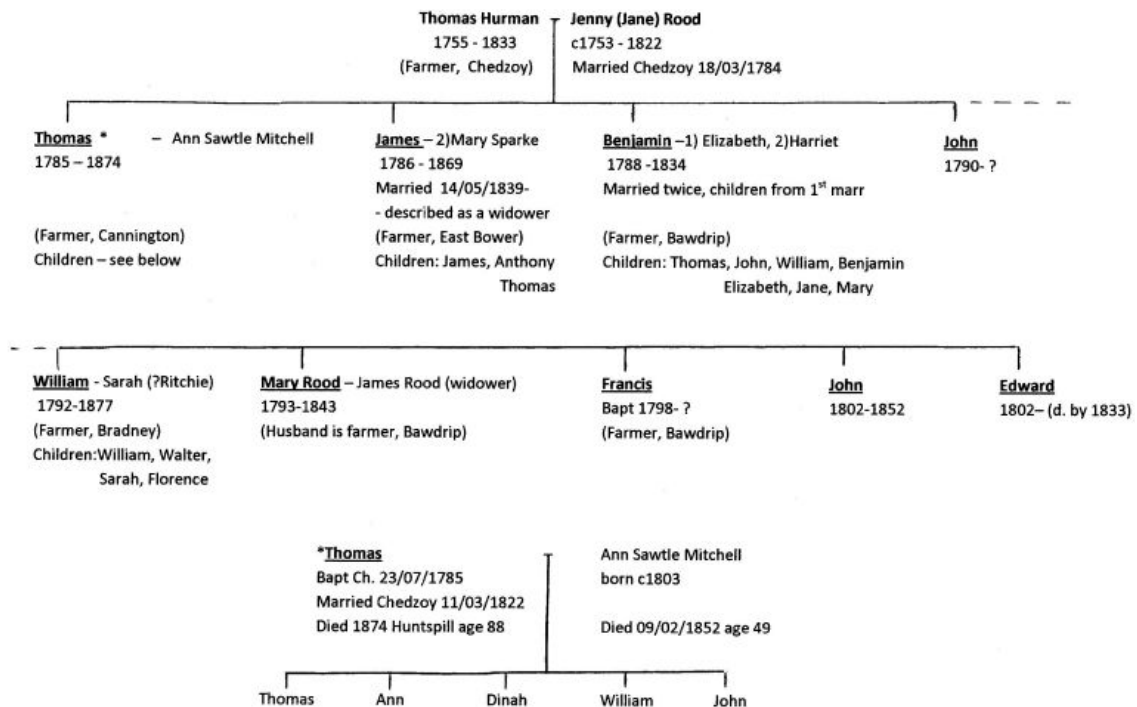 Thomas Hurman
1755 - 1833
(Farmer, Chedzoy)
Jenny (Jane) Rood
c1753 - 1822
Married Chedzoy 18/03/1784
Thomas * – Ann Sawtle Mitchell
1785 – 1874
(Farmer, Cannington)
Children – see below
James – 2)Mary Sparke
1786 - 1869
Married 14/05/1839-
- described as a widower
(Farmer, East Bower)
Children: James, Anthony
Thomas
Benjamin –1) Elizabeth, 2)Harriet
1788 -1834
Married twice, children from 1st marr
(Farmer, Bawdrip)
Children: Thomas, John, William, Benjamin
Elizabeth, Jane, Mary
John
1790- ?
William - Sarah (?Ritchie)
1792-1877
(Farmer, Bradney)
Children:William, Walter,
Sarah, Florence
Mary Rood – James Rood (widower)
1793-1843
(Husband is farmer, Bawdrip)
Francis
Bapt 1798- ?
(Farmer, Bawdrip)
John
1802-1852
Edward
1802– (d. by 1833)
*Thomas
Bapt Ch. 23/07/1785
Married Chedzoy 11/03/1822
Died 1874 Huntspill age 88
Ann Sawtle Mitchell
born c1803
Died 09/02/1852 age 49
Thomas
Ann
Dinah
William
John